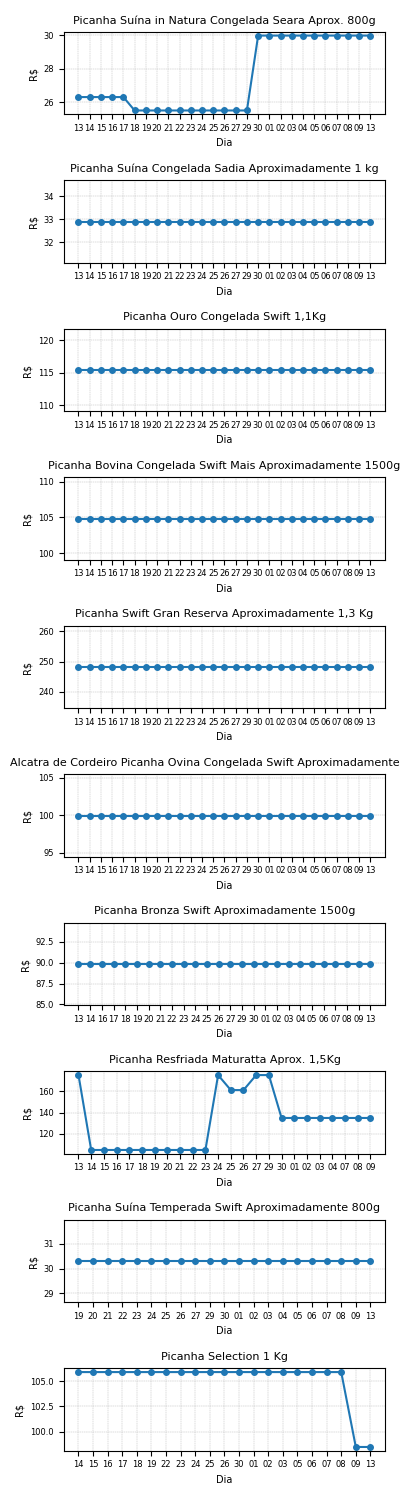 Picanha Suína in Natura Congelada Seara Aprox. 800g
30
28
26
R$
13 14 15 16 17 18 19 20 21 22 23 24 25 26 27 29 30 01 02 03 04 05 06 07 08 09 13
Dia
Picanha Suína Congelada Sadia Aproximadamente 1 kg
34
33
32
R$
13 14 15 16 17 18 19 20 21 22 23 24 25 26 27 29 30 01 02 03 04 05 06 07 08 09 13
Dia
Picanha Ouro Congelada Swift 1,1Kg
120
115
110
R$
13 14 15 16 17 18 19 20 21 22 23 24 25 26 27 29 30 01 02 03 04 05 06 07 08 09 13
Dia
Picanha Bovina Congelada Swift Mais Aproximadamente 1500g
110
105
100
R$
13 14 15 16 17 18 19 20 21 22 23 24 25 26 27 29 30 01 02 03 04 05 06 07 08 09 13
Dia
Picanha Swift Gran Reserva Aproximadamente 1,3 Kg
260
250
240
R$
13 14 15 16 17 18 19 20 21 22 23 24 25 26 27 29 30 01 02 03 04 05 06 07 08 09 13
Dia
Alcatra de Cordeiro Picanha Ovina Congelada Swift Aproximadamente
105
100
95
R$
13 14 15 16 17 18 19 20 21 22 23 24 25 26 27 29 30 01 02 03 04 05 06 07 08 09 13
Dia
Picanha Bronza Swift Aproximadamente 1500g
92.5
90.0
87.5
85.0
R$
13 14 16 17 18 19 20 21 22 23 24 25 26 27 29 30 01 02 03 04 05 06 07 08 09 13
Dia
Picanha Resfriada Maturatta Aprox. 1,5Kg
160
140
120
R$
13 14 15 16 17 18 19 20 21 22 23 24 25 26 27 29 30 01 02 03 04 07 08 09
Dia
Picanha Suína Temperada Swift Aproximadamente 800g
31
30
29
R$
19 20 21 22 23 24 25 26 27 29 30 01 02 03 04 05 06 07 08 09 13
Dia
Picanha Selection 1 Kg
105.0
102.5
100.0
R$
14 15 16 19 20 21 22 24 25 26 27 30 01 02 04 05 06 07 08 09 13
Dia